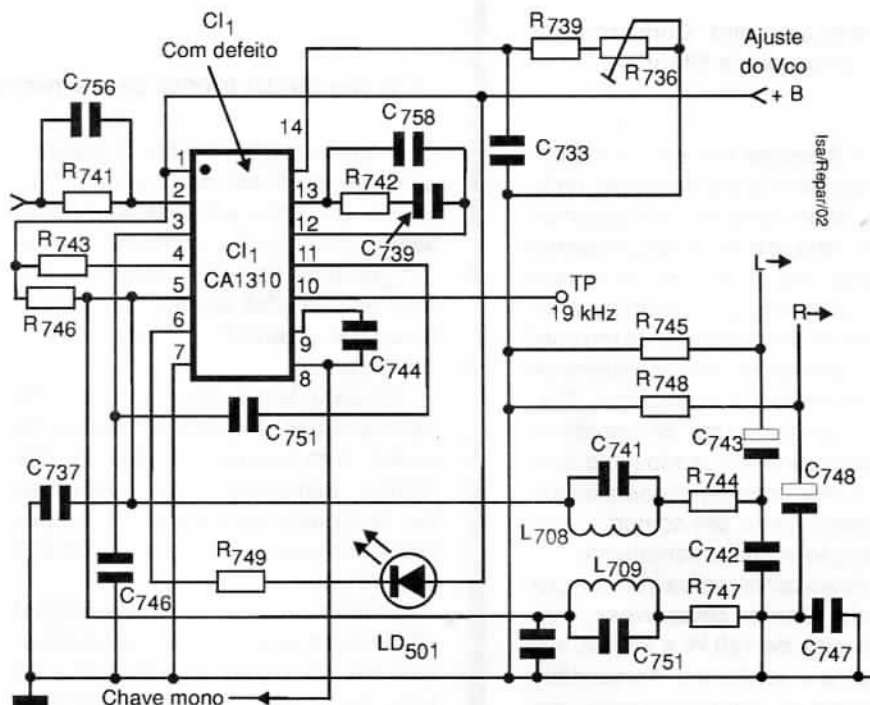 CI1
Com defeito
R739
R736
Ajuste
do Vco
+ B
C756
14
C758
C733
Isa/Repar/02
R741
1
2
3
4
5
6
7
13
12
11
10
9
8
R742
C739
CI1
CA1310
R743
R746
TP
19 kHz
L
R
R745
R748
C744
C751
C743
C748
C737
C741
R744
L708
C742
C746
R749
L709
R747
LD501
C751
C747
Chave mono